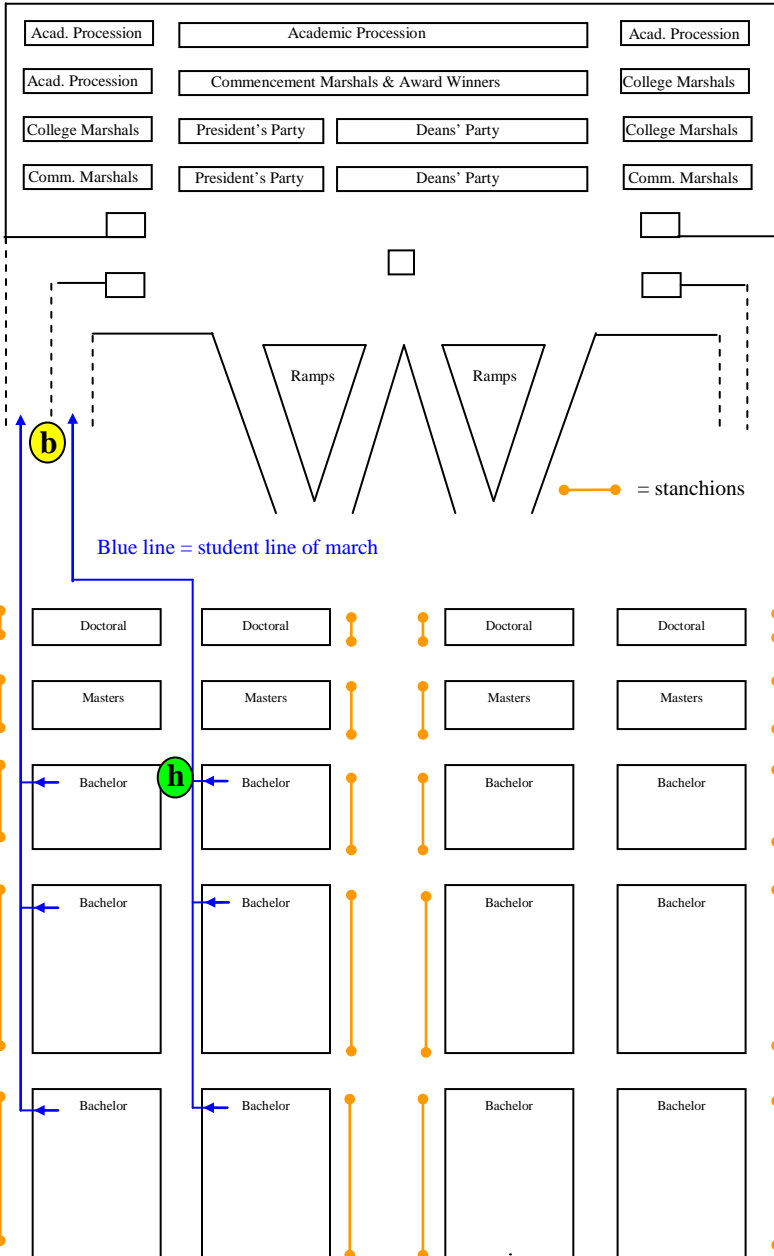 Acad. Procession Academic Procession Acad. Procession
Acad. Procession Commencement Marshals & Award Winners College Marshals
College Marshals President's Party Deans' Party College Marshals
Comm. Marshals President's Party Deans' Party Comm. Marshals
Ramps Ramps
b
= stanchions
Blue line = student line of march
Doctoral Doctoral Doctoral Doctoral
Masters Masters Masters Masters
h
Bachelor Bachelor Bachelor Bachelor
Bachelor Bachelor Bachelor Bachelor
Bachelor Bachelor Bachelor Bachelor